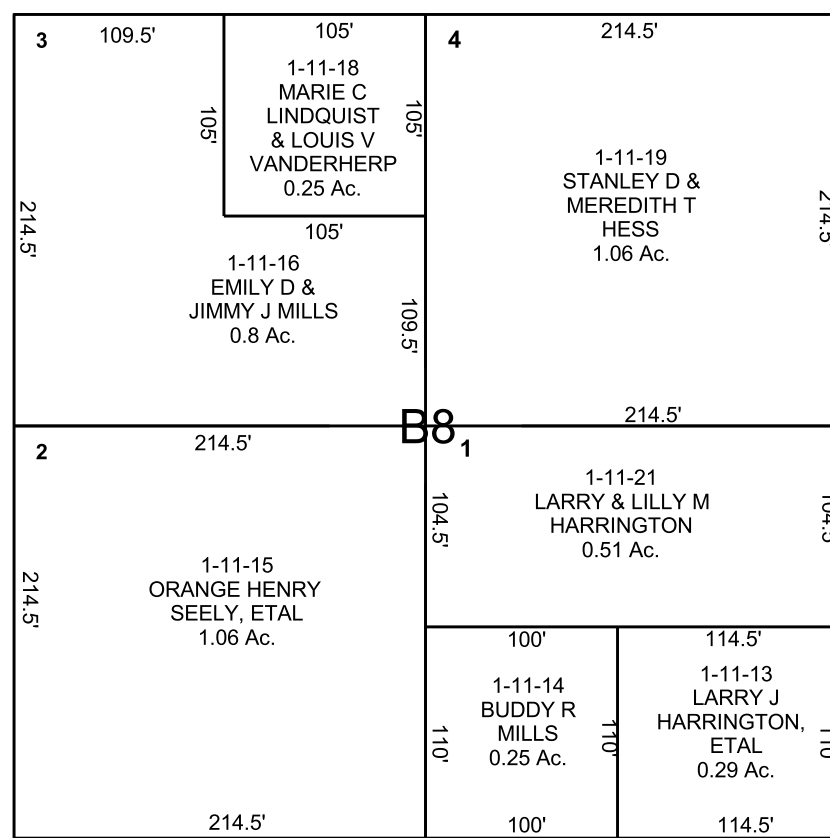 3
109.5'
105'
4
214.5'
1-11-18
MARIE C
LINDQUIST
& LOUIS V
VANDERHERP
0.25 Ac.
105'
105'
105'
214.5'
1-11-16
EMILY D &
JIMMY J MILLS
0.8 Ac.
109.5'
1-11-19
STANLEY D &
MEREDITH T
HESS
1.06 Ac.
214.5'
214.5'
B8
2
214.5'
1
214.5'
1-11-15
ORANGE HENRY
SEELY, ETAL
1.06 Ac.
214.5'
104.5'
1-11-21
LARRY & LILLY M
HARRINGTON
0.51 Ac.
104.5'
100'
114.5'
110'
1-11-14
BUDDY R
MILLS
0.25 Ac.
110'
1-11-13
LARRY J
HARRINGTON,
ETAL
0.29 Ac.
110'
100'
114.5'